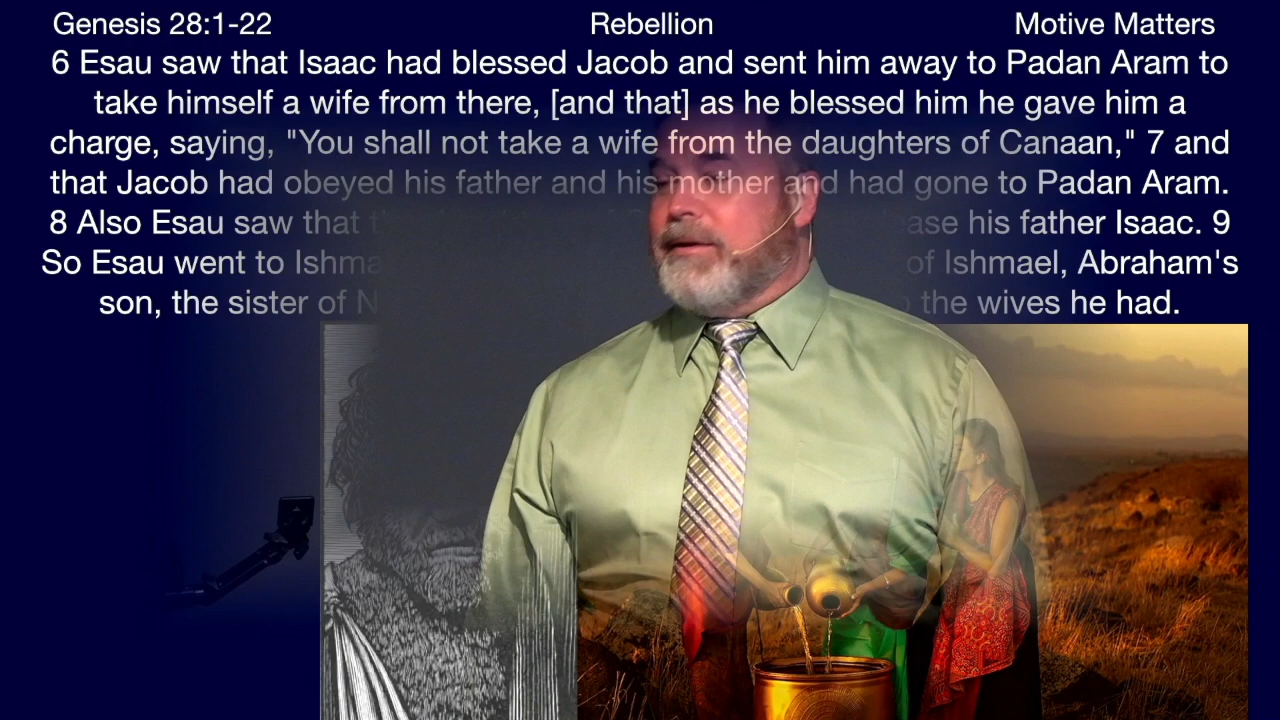 Genesis 28:1-22 Rebellion Motive Matters
6 Esau saw that Isaac had blessed Jacob and sent him away to Padan Aram to
take himself a wife from there, [and that] as he blessed him he gave him a
charge, saying, "You shall not take a wife from the daughters of Canaan," 7 and
that Jacob had obeyed his father and his mother and had gone to Padan Aram.
8 Also Esau saw that his father Isaac. 9
So Esau went to of Ishmael, Abraham's
son, the sister of the wives he had.